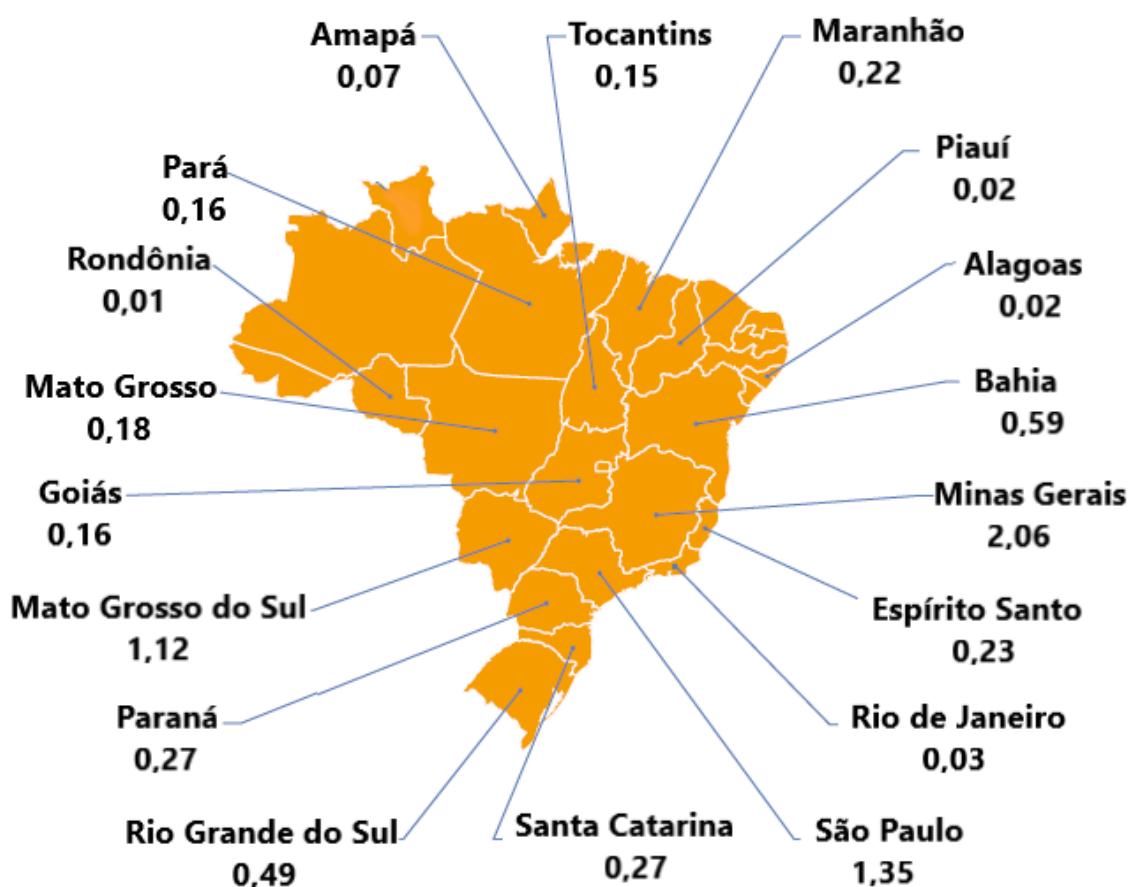 Amapá
0,07
Tocantins
0,15
Maranhão
0,22
Pará
0,16
Piauí
0,02
Rondônia
0,01
Alagoas
0,02
Mato Grosso
0,18
Bahia
0,59
Goiás
0,16
Minas Gerais
2,06
Mato Grosso do Sul
1,12
Espírito Santo
0,23
Paraná
0,27
Rio de Janeiro
0,03
Rio Grande do Sul
0,49
Santa Catarina
0,27
São Paulo
1,35